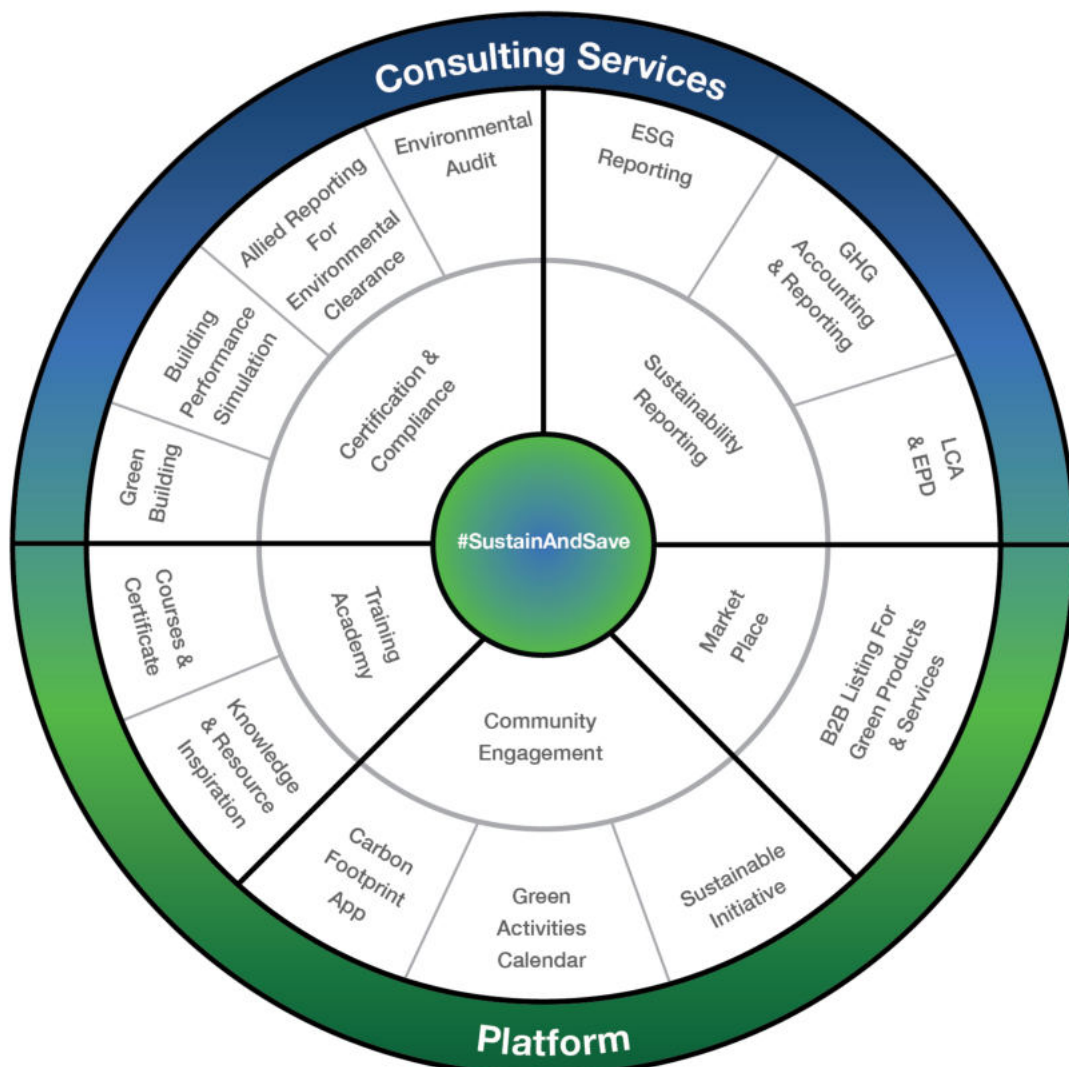 Consulting Services
Environmental
Audit
ESG
Reporting
Allied Reporting
For
Environmental
Clearance
GHG
Accounting
& Reporting
Building
Performance
Simulation
Certification &
Compliance
Sustainability
Reporting
Green
Building
LCA
& EPD
#SustainAndSave
Courses &
Certificate
Training
Academy
Market
Place
B2B Listing For
Green Products
& Services
Knowledge
& Resource
Inspiration
Community
Engagement
Carbon
Footprint
App
Green
Activities
Calendar
Sustainable
Initiative
Platform